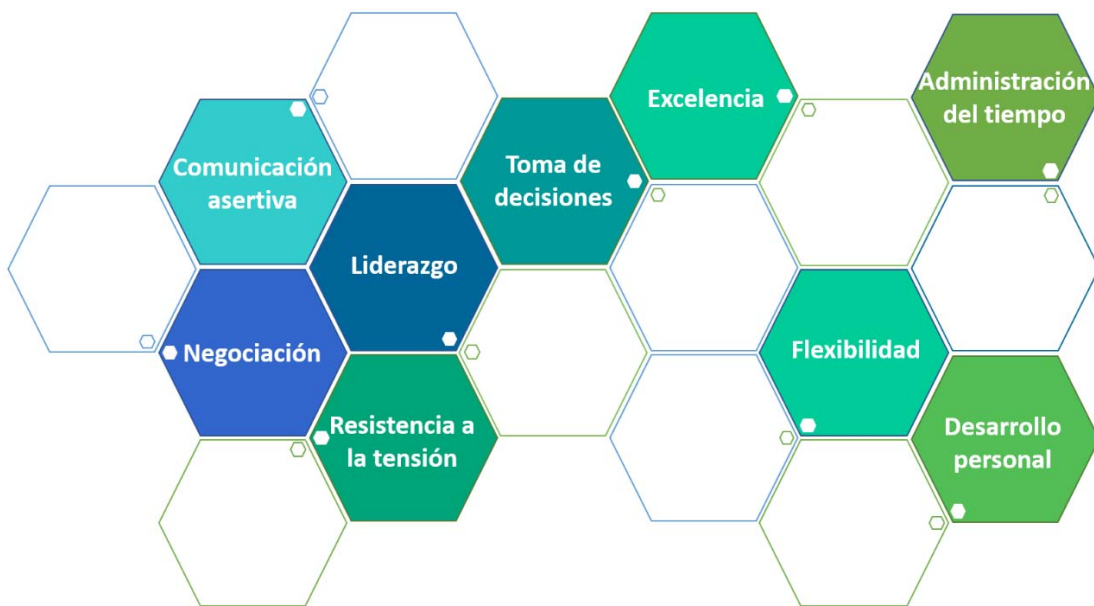 Comunicación
asertiva
Negociación
Liderazgo
Resistencia a
la tensión
Toma de
decisiones
Excelencia
Flexibilidad
Administración
del tiempo
Desarrollo
personal